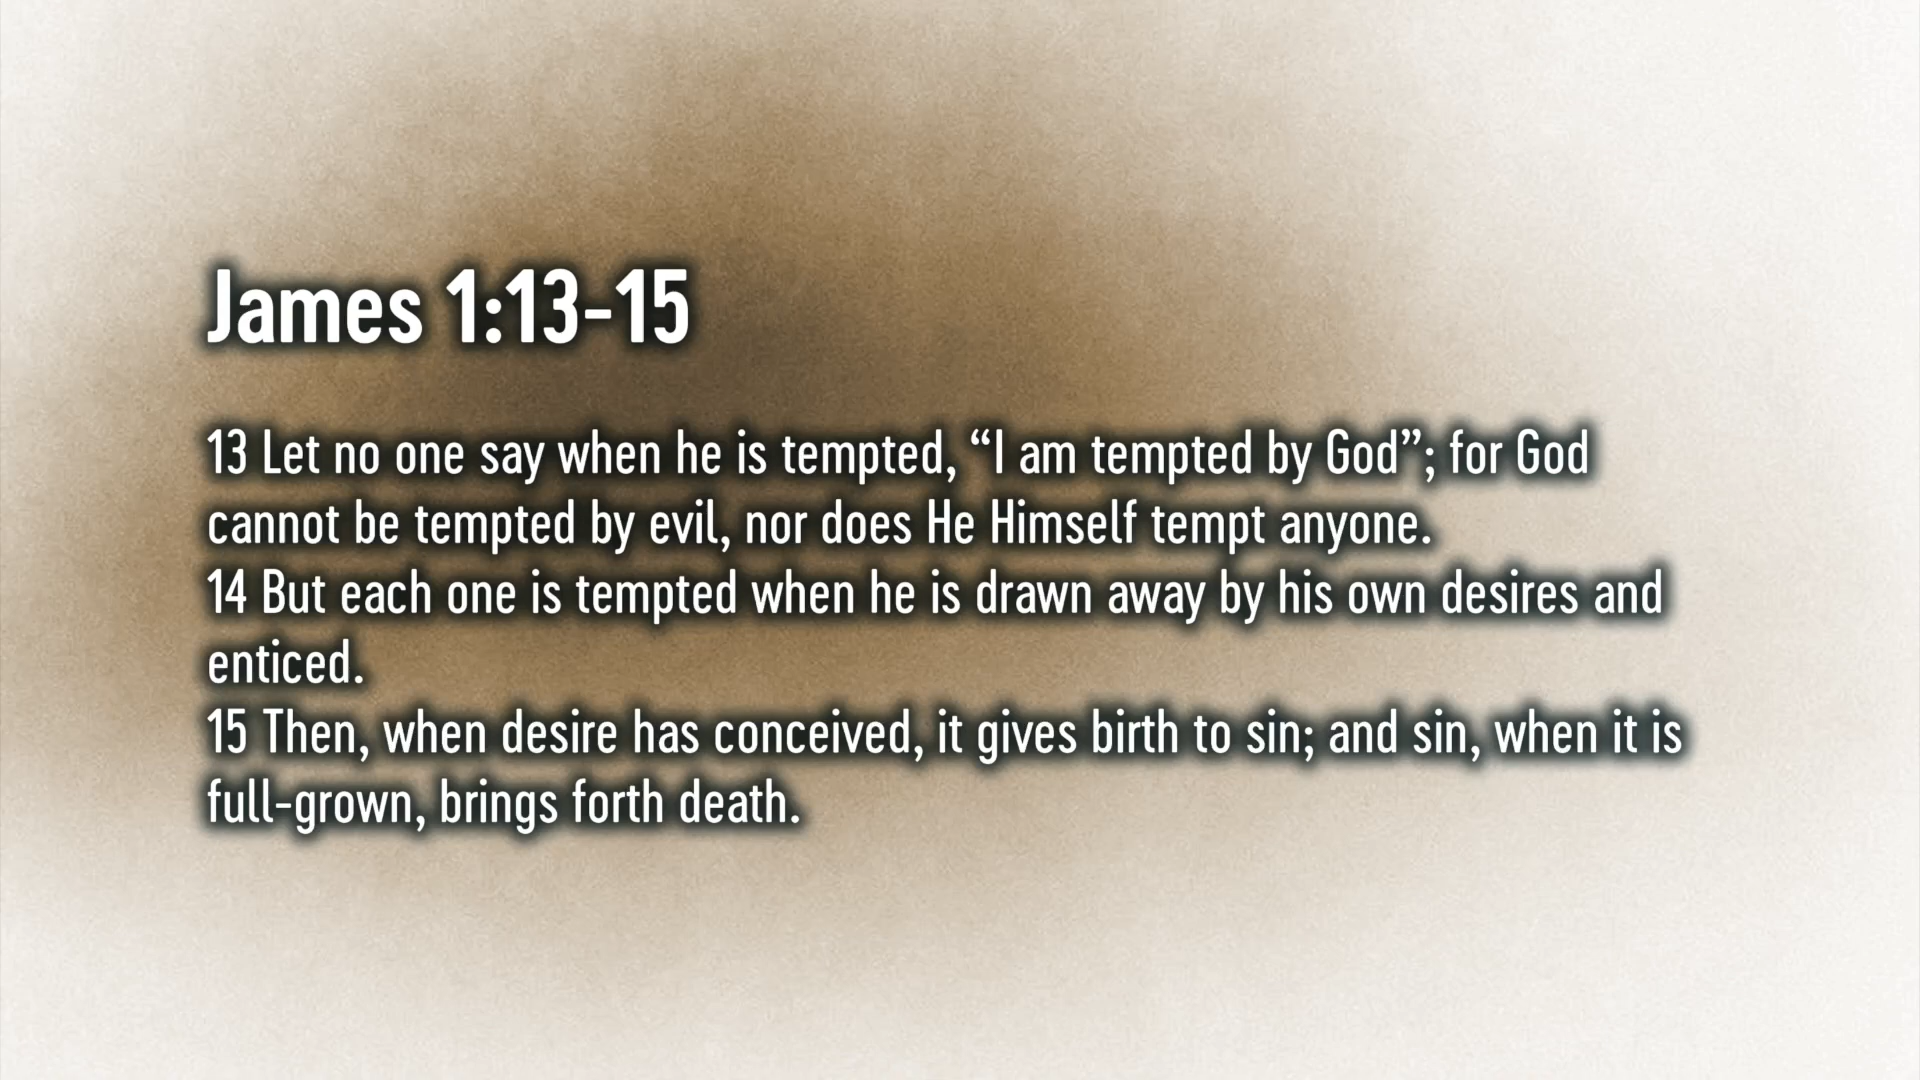 James 1:13-15
13 Let no one say when he is tempted, “I am tempted by God”; for God
cannot be tempted by evil, nor does He Himself tempt anyone.
14 But each one is tempted when he is drawn away by his own desires and
enticed.
15 Then, when desire has conceived, it gives birth to sin; and sin, when it is
full-grown, brings forth death.